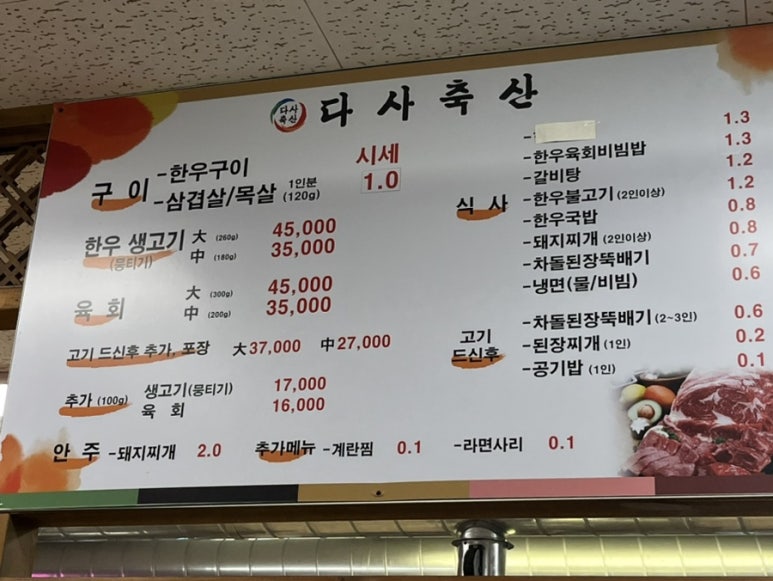 다사축산
다사축산
구이 -한우구이 시세
-삼겹살/목살 1인분 (120g) 1.0
한우 생고기 (뭉티기) 大 (260g) 45,000
中 (180g) 35,000
육회 大 (300g) 45,000
中 (200g) 35,000
고기 드신후 추가, 포장 大 37,000 中 27,000
추가 (100g) 생고기(뭉티기) 17,000
육회 16,000
안주 -돼지찌개 2.0 추가메뉴 -계란찜 0.1 -라면사리 0.1
식사
- 1.3
-한우육회비빔밥 1.3
-갈비탕 1.2
-한우불고기 (2인이상) 1.2
-한우국밥 0.8
-돼지찌개 (2인이상) 0.8
-차돌된장뚝배기 0.7
-냉면(물/비빔) 0.6
고기 드신후
-차돌된장뚝배기 (2~3인) 0.6
-된장찌개 (1인) 0.2
-공기밥 (1인) 0.1